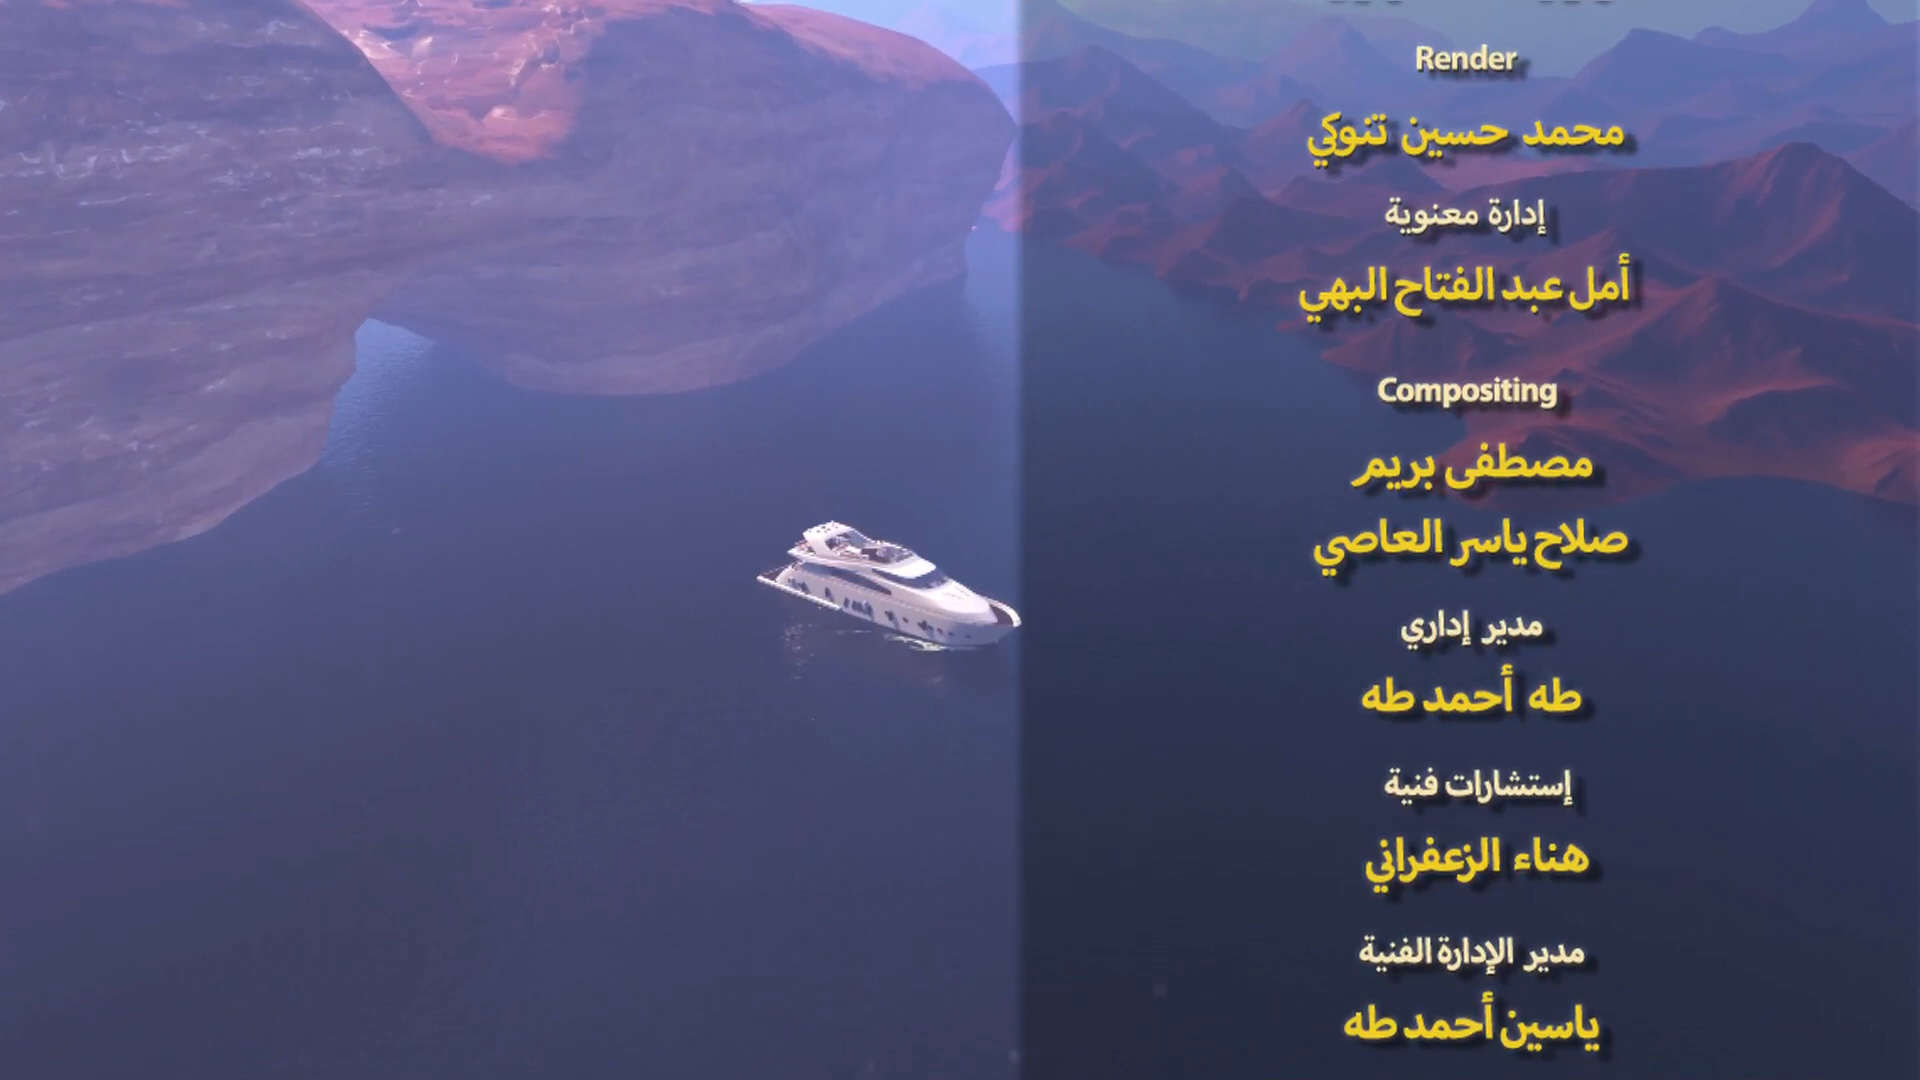 Render
محمد حسين تنوكي
إدارة معنوية
أمل عبد الفتاح البهي
Compositing
مصطفى بريم
صلاح ياسر العاصي
مدير إداري
طه أحمد طه
إستشارات فنية
هناء الزعفراني
مدير الإدارة الفنية
ياسين أحمد طه